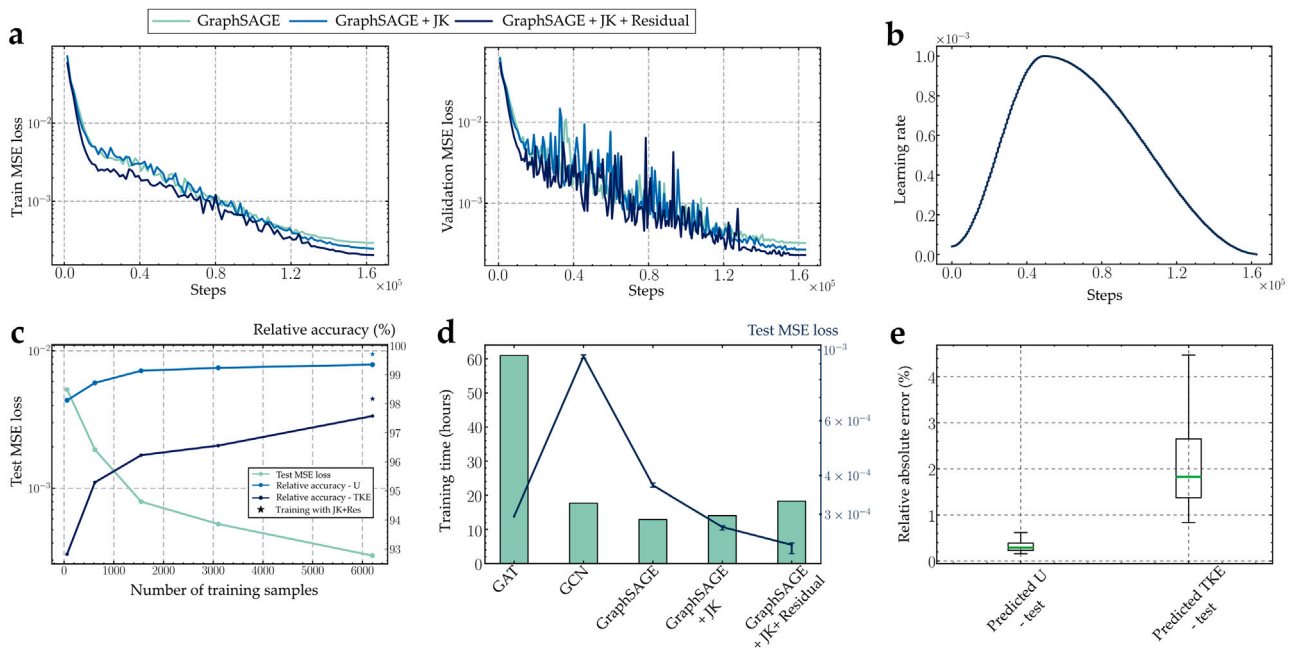 GraphSAGE GraphSAGE + JK GraphSAGE + JK + Residual
a
Train MSE loss
10⁻²
10⁻³
0.0 0.4 0.8 1.2 1.6
×10⁵
Steps
Validation MSE loss
10⁻²
10⁻³
0.0 0.4 0.8 1.2 1.6
×10⁵
Steps
b
×10⁻³
Learning rate
1.0
0.8
0.6
0.4
0.2
0.0
0.0 0.4 0.8 1.2 1.6
×10⁵
Steps
c
Relative accuracy (%)
Test MSE loss
10⁻²
10⁻³
100
99
98
97
96
95
94
93
Test MSE loss
Relative accuracy - U
Relative accuracy - TKE
Training with JK+Res
0 1000 2000 3000 4000 5000 6000
Number of training samples
d
Test MSE loss
Training time (hours)
60
50
40
30
20
10
0
10⁻³
6 × 10⁻⁴
4 × 10⁻⁴
3 × 10⁻⁴
GAT
GCN
GraphSAGE
GraphSAGE
+ JK
GraphSAGE
+ JK+ Residual
e
Relative absolute error (%)
4
3
2
1
0
Predicted U
- test
Predicted TKE
- test